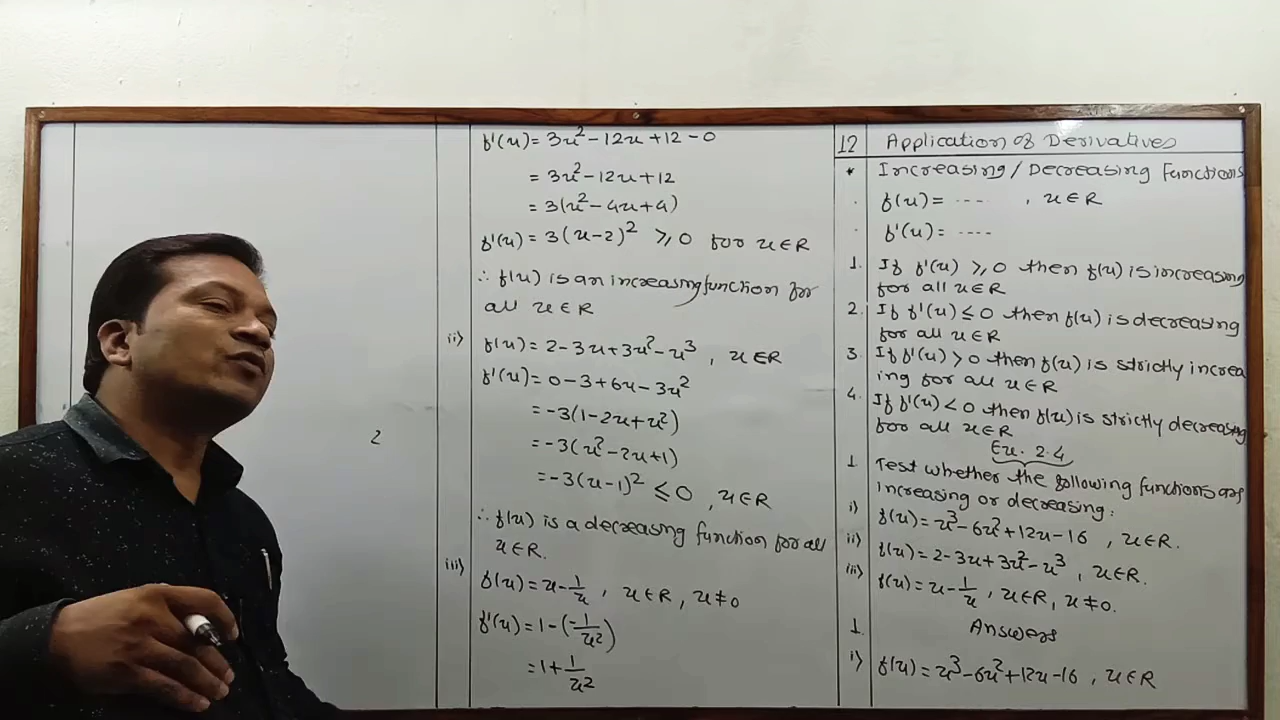 12 Application of Derivatives
* Increasing/Decreasing Functions
. f(x) = ---- , x∈R
. f'(x) = ----
1. If f'(x) ≥ 0 then f(x) is increasing
for all x∈R
2. If f'(x) ≤ 0 then f(x) is decreasing
for all x∈R
3. If f'(x) > 0 then f(x) is strictly increa
ing for all x∈R
4. If f'(x) < 0 then f(x) is strictly decreasing
for all x∈R
Ex. 2.4
1 Test whether the following functions are
increasing or decreasing:
i) f(x) = x³-6x²+12x-16 , x∈R.
ii) f(x) = 2-3x+3x²-x³ , x∈R.
iii) f(x) = x-1/x , x∈R, x≠0.
1. Answers
i) f(x) = x³-6x²+12x-16 , x∈R
f'(x) = 3x²-12x+12-0
= 3x²-12x+12
= 3(x²-4x+4)
f'(x) = 3(x-2)² ≥ 0 for x∈R
∴ f(x) is an increasing function for
all x∈R
ii) f(x) = 2-3x+3x²-x³ , x∈R
f'(x) = 0-3+6x-3x²
= -3(1-2x+x²)
= -3(x²-2x+1)
= -3(x-1)² ≤ 0 , x∈R
∴ f(x) is a decreasing function for all
x∈R.
iii) f(x) = x-1/x , x∈R , x≠0
f'(x) = 1-(-1/x²)
= 1+1/x²
2